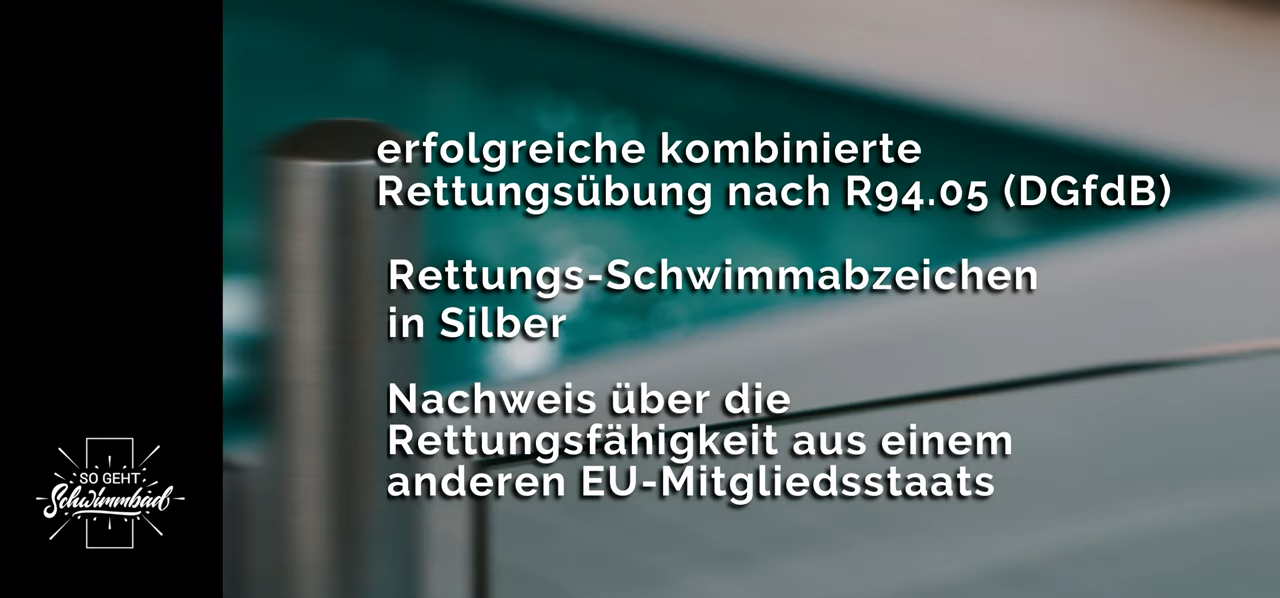 erfolgreiche kombinierte
Rettungsübung nach R94.05 (DGfdB)
Rettungs-Schwimmabzeichen
in Silber
Nachweis über die
Rettungsfähigkeit aus einem
anderen EU-Mitgliedsstaats
SO GEHT
Schwimmbad